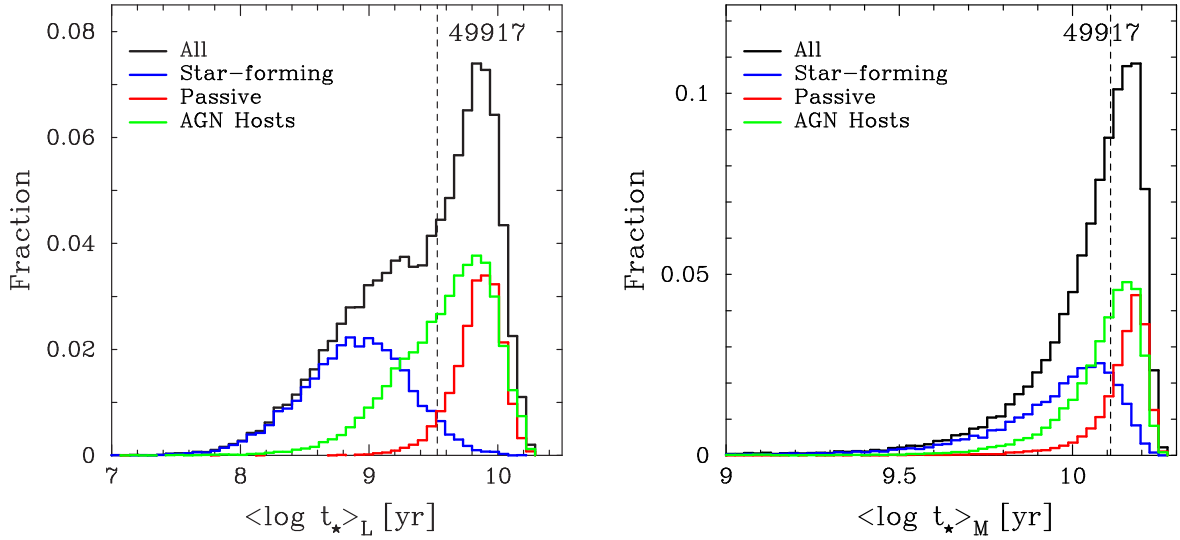 0.08
0.06
0.04
0.02
0
Fraction
49917
All
Star-forming
Passive
AGN Hosts
7
8
9
10
<log t⋆>L [yr]
0.1
0.05
0
Fraction
49917
All
Star-forming
Passive
AGN Hosts
9
9.5
10
<log t⋆>M [yr]